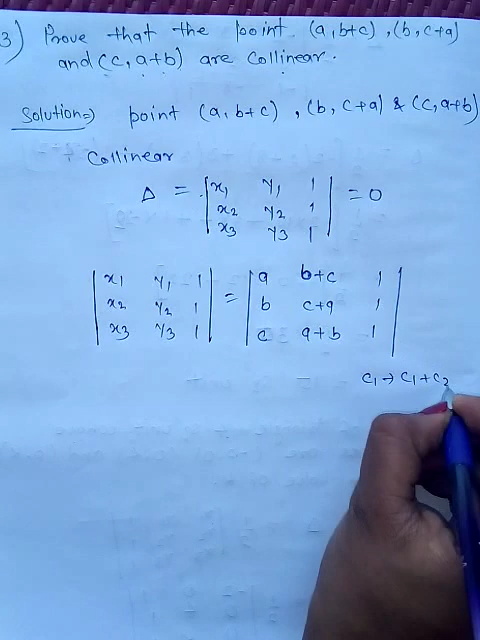 3) Prove that the point (a, b+c), (b, c+a)
and (c, a+b) are collinear.
Solution⇒ point (a, b+c), (b, c+a) & (c, a+b)
Collinear
Δ = | x1 y1 1 | = 0
x2 y2 1
x3 y3 1
| x1 y1 1 | = | a b+c 1 |
x2 y2 1 b c+a 1
x3 y3 1 c a+b 1
C1 → C1+C2